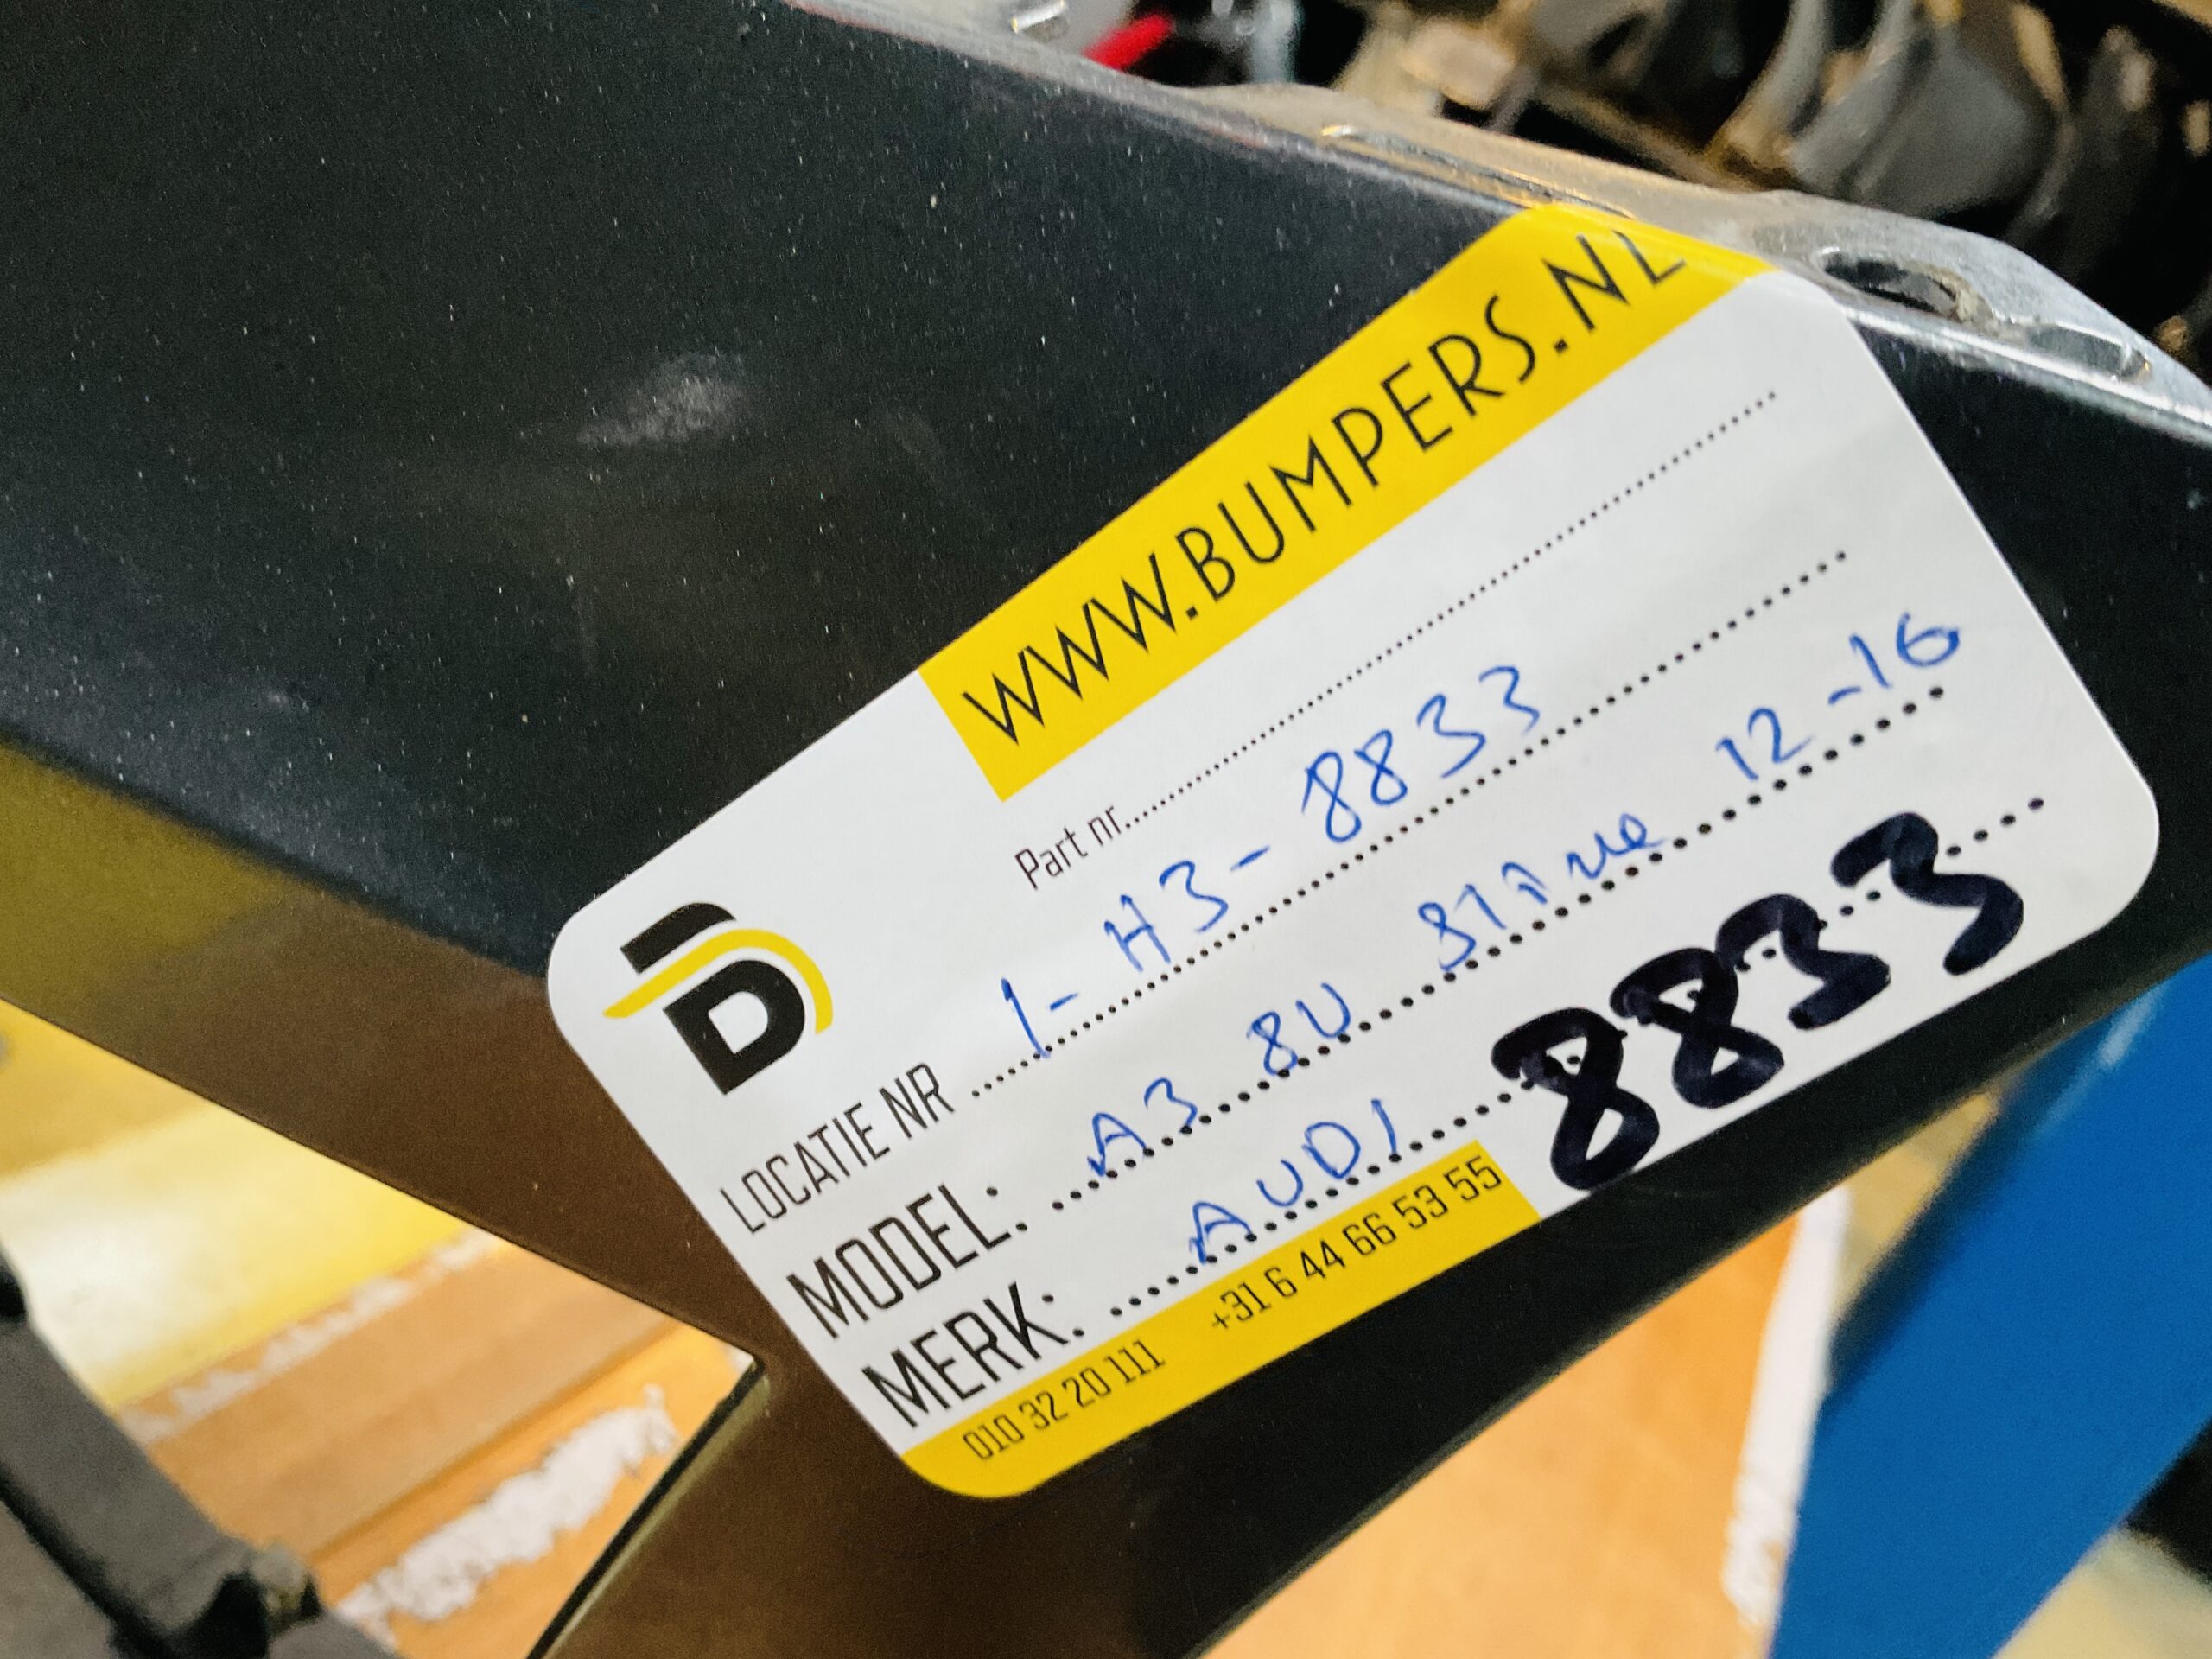 WWW.BUMPERS.NL
Part nr.
LOCATIE NR 1-H3-8833
MODEL: A3 8U 12-16
MERK: AUDI 8833
010 32 20 111 +31 6 44 66 53 55